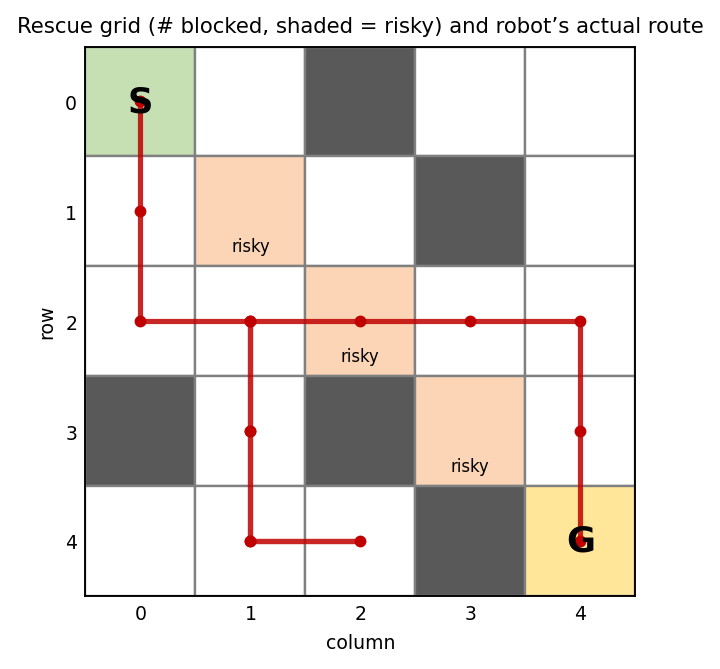 Rescue grid (# blocked, shaded = risky) and robot’s actual route
S
0
1
risky
row
2
risky
3
risky
4
G
0 1 2 3 4
column